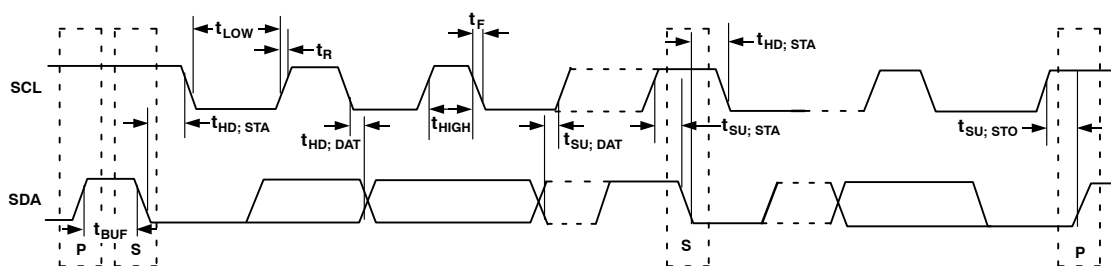 tLOW
tR
tF
tHD; STA
SCL
tHD; STA
tHD; DAT
tHIGH
tSU; DAT
tSU; STA
tSU; STO
SDA
tBUF
P
S
S
P